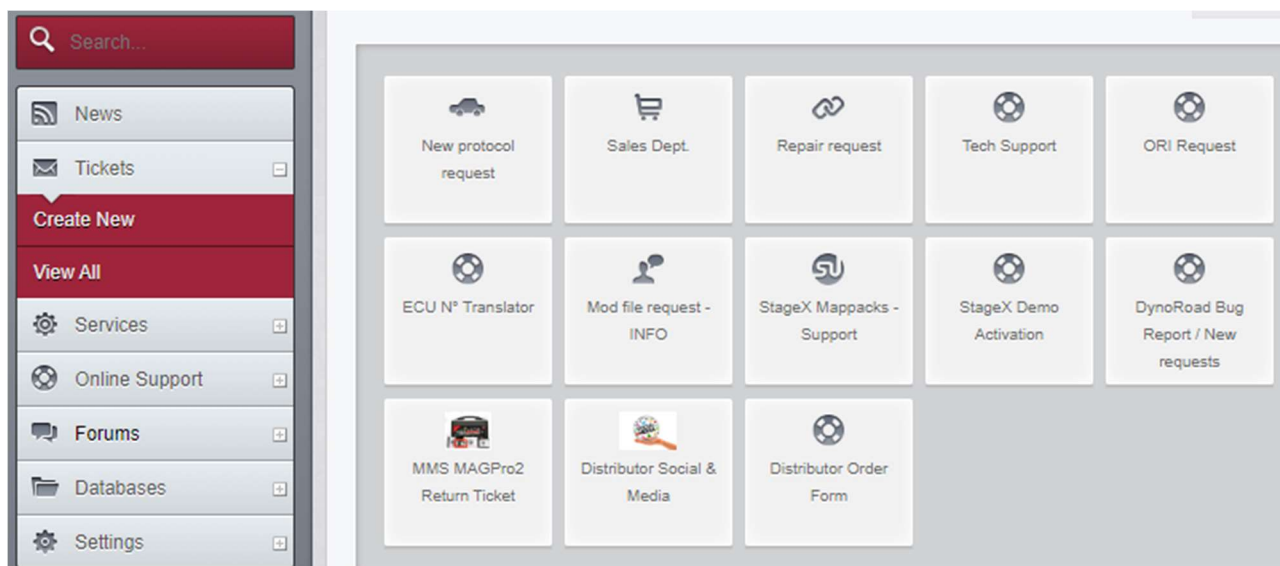 Search...
News
Tickets
Create New
View All
Services
Online Support
Forums
Databases
Settings
New protocol
request
Sales Dept.
Repair request
Tech Support
ORI Request
ECU N° Translator
Mod file request -
INFO
StageX Mappacks -
Support
StageX Demo
Activation
DynoRoad Bug
Report / New
requests
MMS MAGPro2
Return Ticket
Distributor Social &
Media
Distributor Order
Form